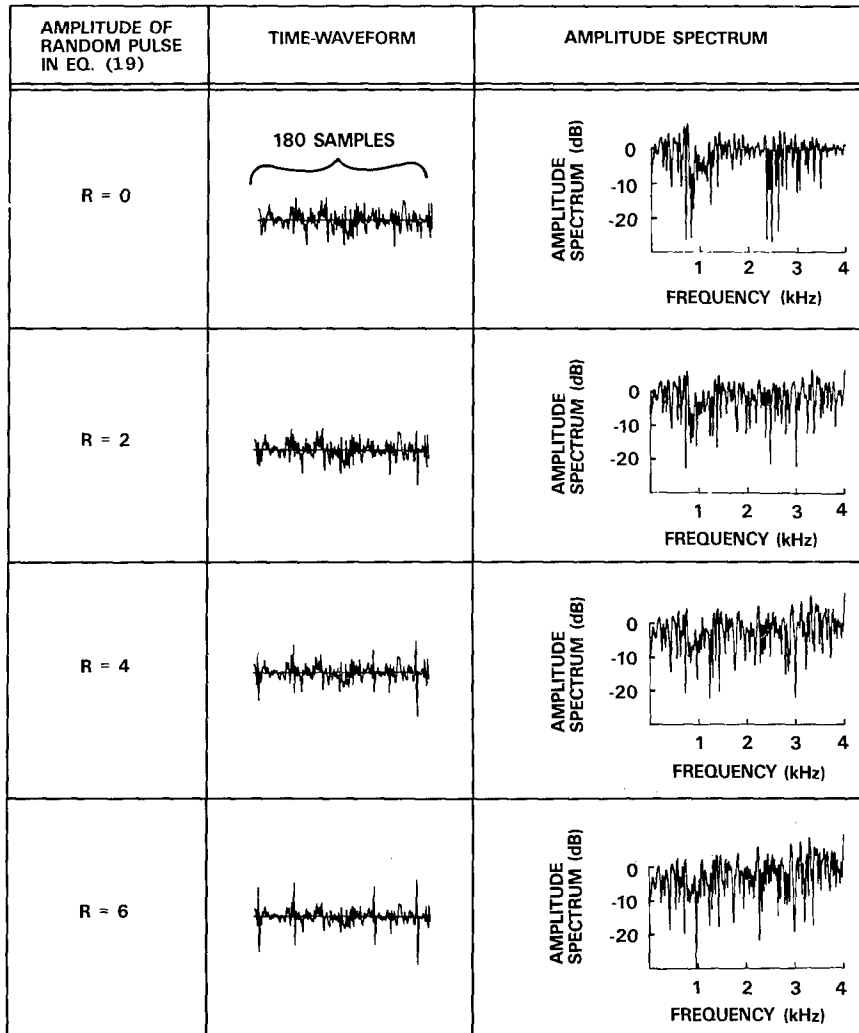 AMPLITUDE OF
RANDOM PULSE
IN EQ. (19)
TIME-WAVEFORM
AMPLITUDE SPECTRUM
R = 0
180 SAMPLES
AMPLITUDE
SPECTRUM (dB)
0
-10
-20
1 2 3 4
FREQUENCY (kHz)
R = 2
AMPLITUDE
SPECTRUM (dB)
0
-10
-20
1 2 3 4
FREQUENCY (kHz)
R = 4
AMPLITUDE
SPECTRUM (dB)
0
-10
-20
1 2 3 4
FREQUENCY (kHz)
R = 6
AMPLITUDE
SPECTRUM (dB)
0
-10
-20
1 2 3 4
FREQUENCY (kHz)